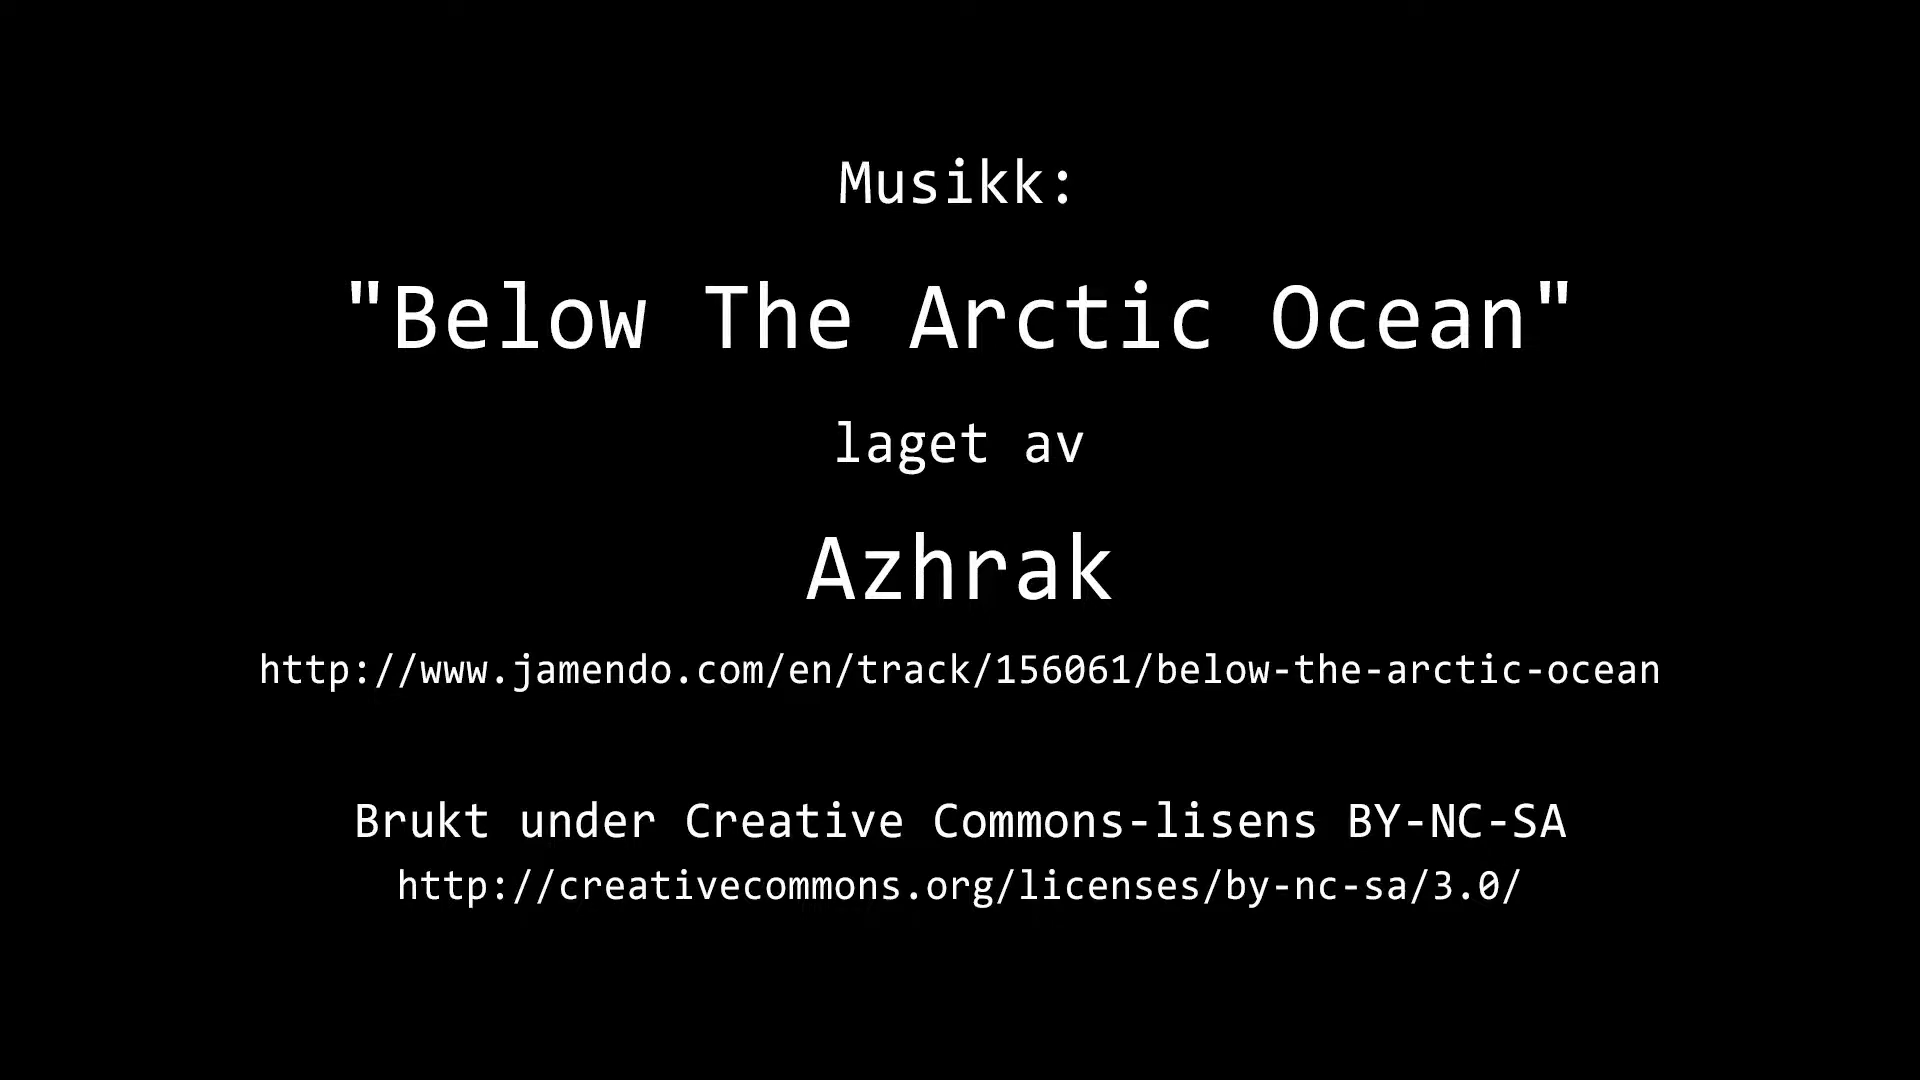 Musikk:
"Below The Arctic Ocean"
laget av
Azhrak
http://www.jamendo.com/en/track/156061/below-the-arctic-ocean
Brukt under Creative Commons-lisens BY-NC-SA
http://creativecommons.org/licenses/by-nc-sa/3.0/